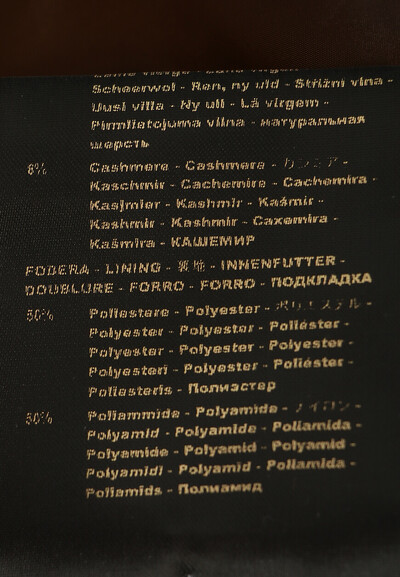 Scheerwol - Ren, ny uld - Střižní vlna -
Uusi villa - Ny ull - Lã virgem -
Pirmlietojuma vilna - натуральная
шерсть
6% Cashmere - Cashmere - カシミア -
Kaschmir - Cachemire - Cachemira -
Kasjmier - Kashmir - Kašmír -
Kashmir - Kashmir - Caxemira -
Kašmira - КАШЕМИР
FODERA - LINING - 裏地 - INNENFUTTER -
DOUBLURE - FORRO - FORRO - ПОДКЛАДКА
50% Poliestere - Polyester - ポリエステル -
Polyester - Polyester - Poliéster -
Polyester - Polyester - Polyester -
Polyesteri - Polyester - Poliéster -
Poliesteris - Полиэстер
50% Poliammide - Polyamide - ナイロン -
Polyamid - Polyamide - Poliamida -
Polyamide - Polyamid - Polyamid -
Polyamidi - Polyamid - Poliamida -
Poliamīds - Полиамид